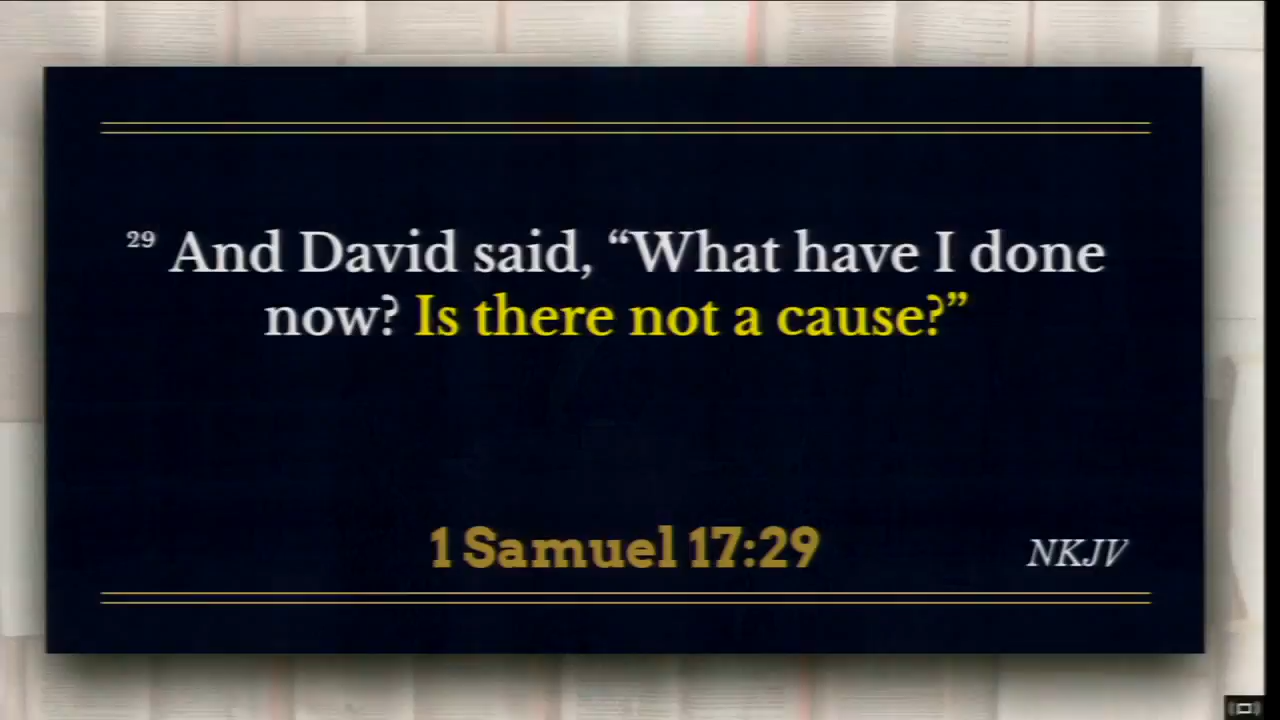 29 And David said, “What have I done
now? Is there not a cause?”
1 Samuel 17:29
NKJV